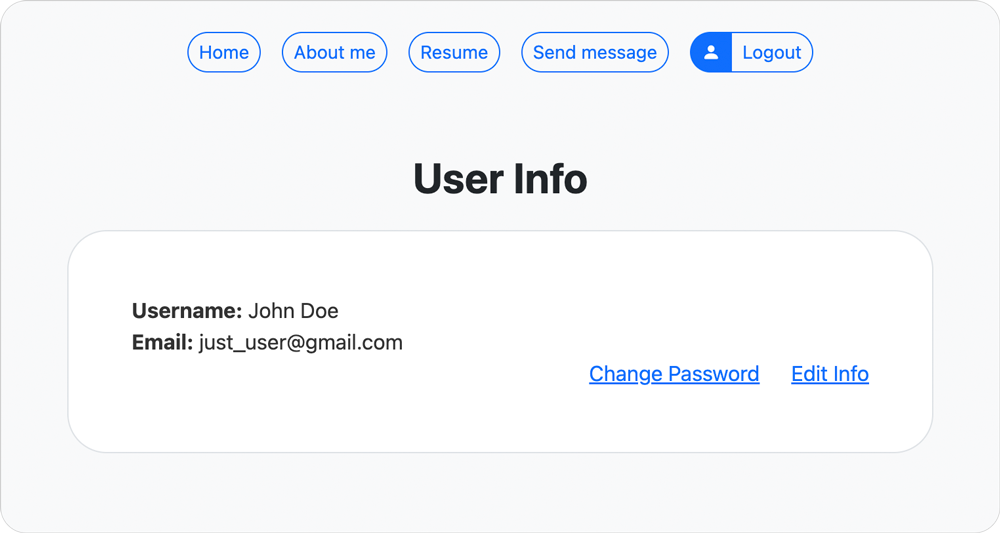 Home About me Resume Send message Logout
User Info
Username: John Doe
Email: just_user@gmail.com
Change Password Edit Info